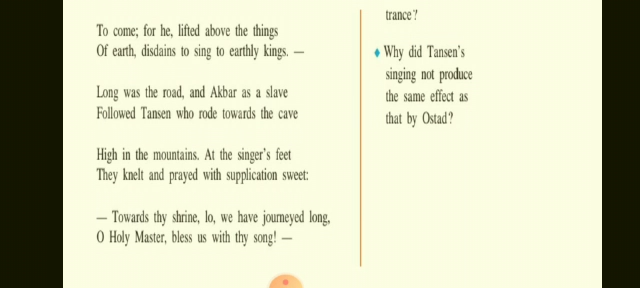 To come; for he, lifted above the things
Of earth, disdains to sing to earthly kings. —
Long was the road, and Akbar as a slave
Followed Tansen who rode towards the cave
High in the mountains. At the singer's feet
They knelt and prayed with supplication sweet:
— Towards thy shrine, lo, we have journeyed long,
O Holy Master, bless us with thy song! —
trance?
Why did Tansen's
singing not produce
the same effect as
that by Ostad?